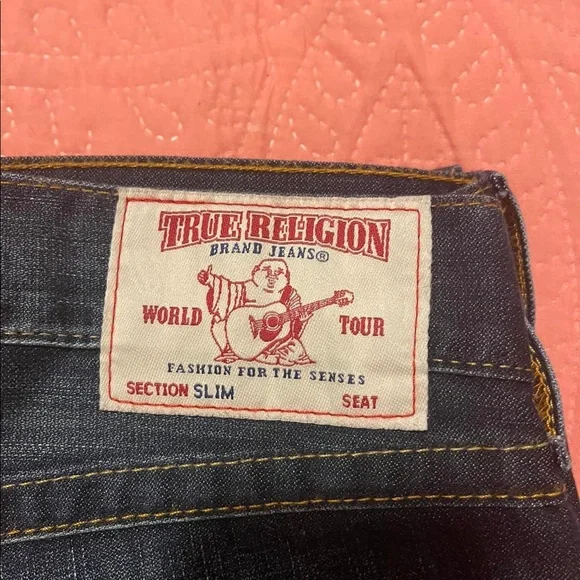 TRUE RELIGION
BRAND JEANS®
WORLD TOUR
FASHION FOR THE SENSES
SECTION SLIM SEAT